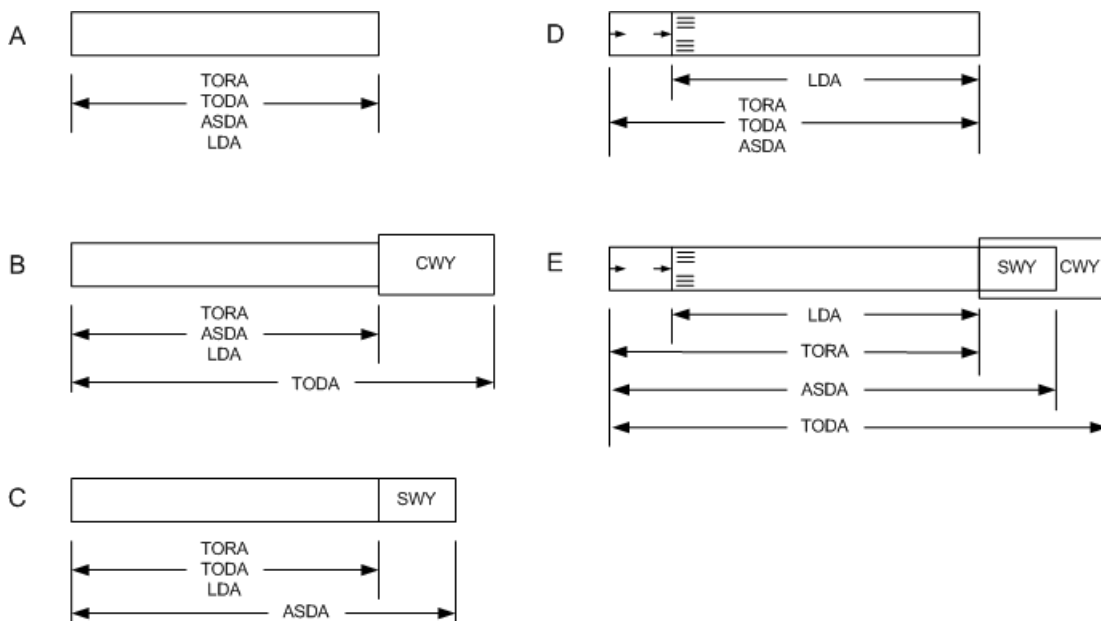 A
TORA
TODA
ASDA
LDA
B
CWY
TORA
ASDA
LDA
TODA
C
SWY
TORA
TODA
LDA
ASDA
D
LDA
TORA
TODA
ASDA
E
SWY CWY
LDA
TORA
ASDA
TODA